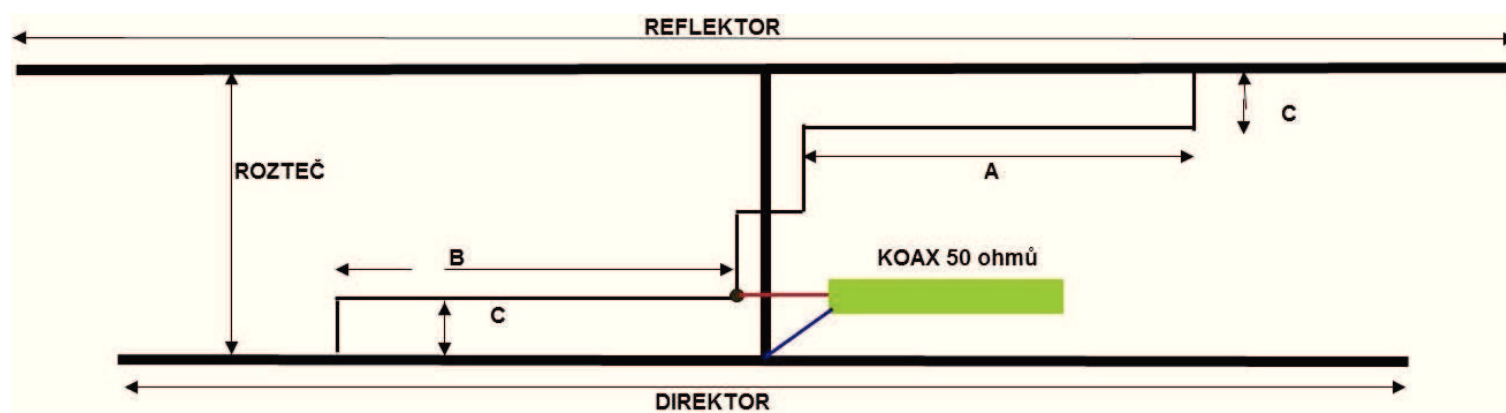 REFLEKTOR
C
ROZTEČ
A
B
KOAX 50 ohmů
C
DIREKTOR